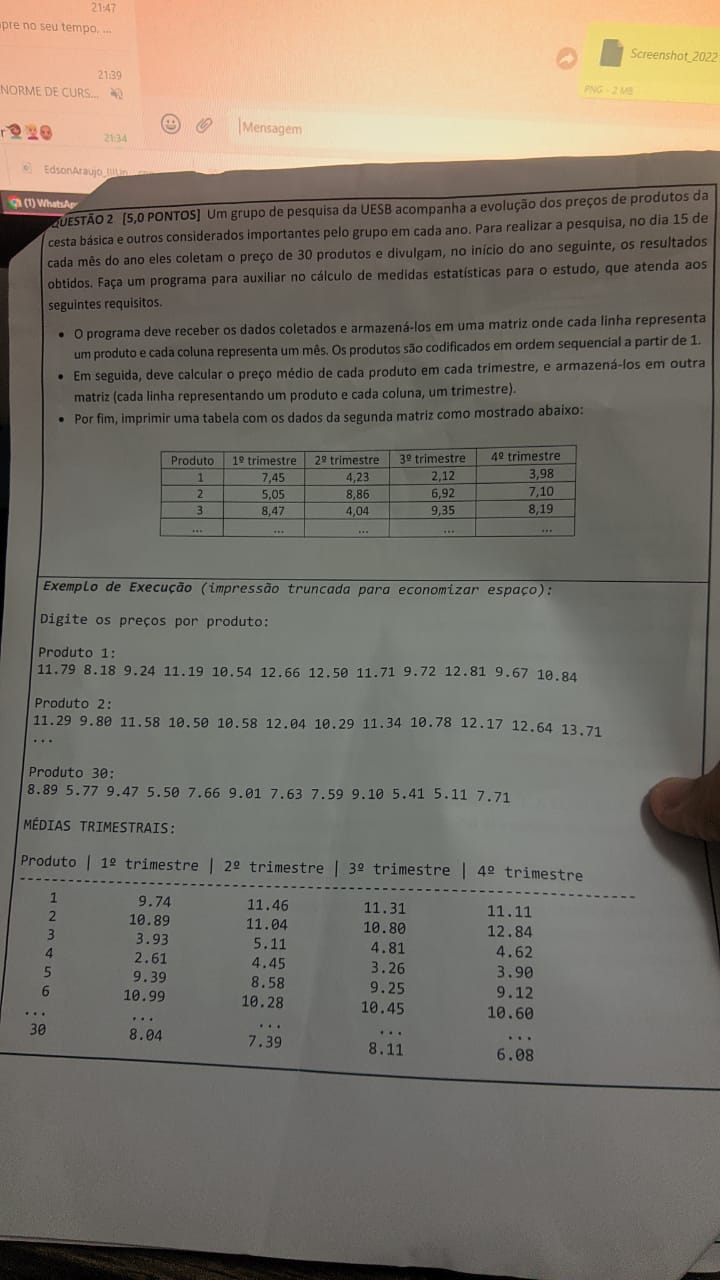 21:47
pre no seu tempo, ...
Screenshot_2022
21:39
PNG - 2 MB
NORME DE CURS...
21:34
Mensagem
(1) WhatsAp
QUESTÃO 2 [5,0 PONTOS] Um grupo de pesquisa da UESB acompanha a evolução dos preços de produtos da
cesta básica e outros considerados importantes pelo grupo em cada ano. Para realizar a pesquisa, no dia 15 de
cada mês do ano eles coletam o preço de 30 produtos e divulgam, no início do ano seguinte, os resultados
obtidos. Faça um programa para auxiliar no cálculo de medidas estatísticas para o estudo, que atenda aos
seguintes requisitos.
• O programa deve receber os dados coletados e armazená-los em uma matriz onde cada linha representa
um produto e cada coluna representa um mês. Os produtos são codificados em ordem sequencial a partir de 1.
• Em seguida, deve calcular o preço médio de cada produto em cada trimestre, e armazená-los em outra
matriz (cada linha representando um produto e cada coluna, um trimestre).
• Por fim, imprimir uma tabela com os dados da segunda matriz como mostrado abaixo:
Produto 1º trimestre 2º trimestre 3º trimestre 4º trimestre
1 7,45 4,23 2,12 3,98
2 5,05 8,86 6,92 7,10
3 8,47 4,04 9,35 8,19
... ... ... ... ...
Exemplo de Execução (impressão truncada para economizar espaço):
Digite os preços por produto:
Produto 1:
11.79 8.18 9.24 11.19 10.54 12.66 12.50 11.71 9.72 12.81 9.67 10.84
Produto 2:
11.29 9.80 11.58 10.50 10.58 12.04 10.29 11.34 10.78 12.17 12.64 13.71
...
Produto 30:
8.89 5.77 9.47 5.50 7.66 9.01 7.63 7.59 9.10 5.41 5.11 7.71
MÉDIAS TRIMESTRAIS:
Produto | 1º trimestre | 2º trimestre | 3º trimestre | 4º trimestre
1 9.74 11.46 11.31 11.11
2 10.89 11.04 10.80 12.84
3 3.93 5.11 4.81 4.62
4 2.61 4.45 3.26 3.90
5 9.39 8.58 9.25 9.12
6 10.99 10.28 10.45 10.60
... ... ... ... ...
30 8.04 7.39 8.11 6.08